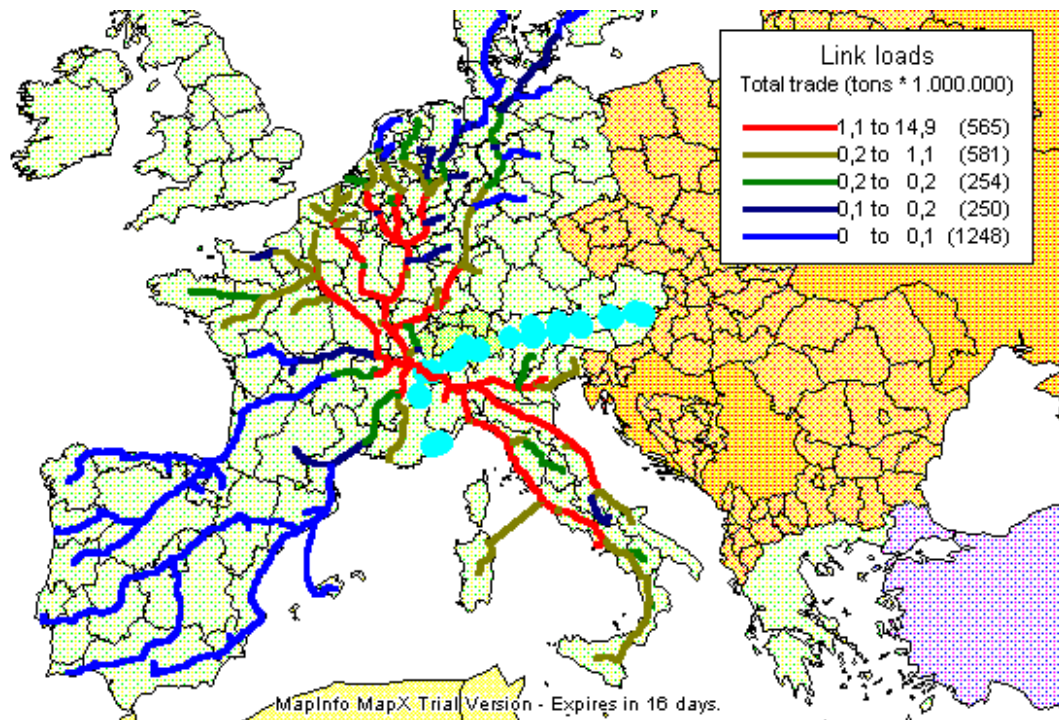 Link loads
Total trade (tons * 1.000.000)
1,1 to 14,9 (565)
0,2 to 1,1 (581)
0,2 to 0,2 (254)
0,1 to 0,2 (250)
0 to 0,1 (1248)
MapInfo MapX Trial Version - Expires in 16 days.